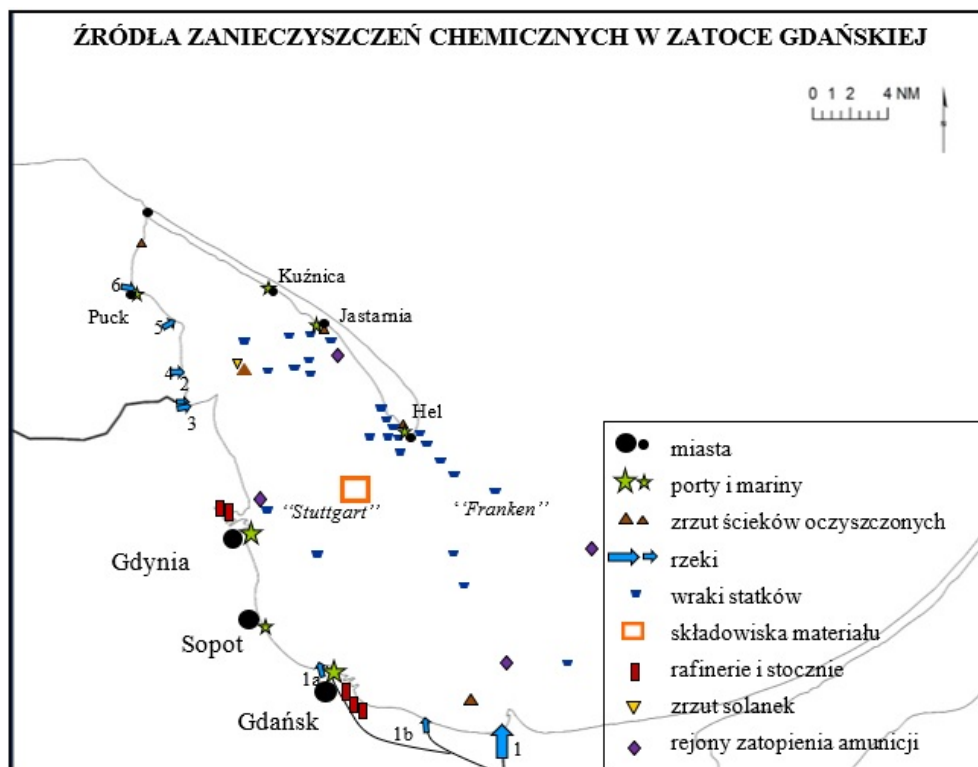 ŹRÓDŁA ZANIECZYSZCZEŃ CHEMICZNYCH W ZATOCE GDAŃSKIEJ
0 1 2 4 NM
N
Kuźnica
6
Puck
Jastarnia
5
4
2
3
Hel
"Stuttgart"
"Franken"
Gdynia
Sopot
1a
Gdańsk
1b
1
miasta
porty i mariny
zrzut ścieków oczyszczonych
rzeki
wraki statków
składowiska materiału
rafinerie i stocznie
zrzut solanek
rejony zatopienia amunicji